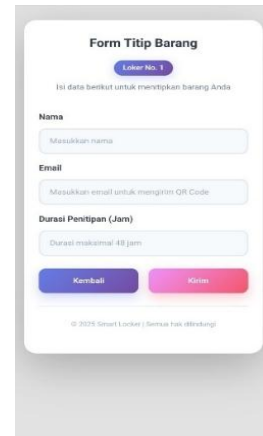 Form Titip Barang
Loker No. 1
Isi data berikut untuk menitipkan barang Anda
Nama
Masukkan nama
Email
Masukkan email untuk mengirim QR Code
Durasi Penitipan (Jam)
Durasi maksimal 48 jam
Kembali Kirim
© 2025 Smart Locker | Semua hak dilindungi